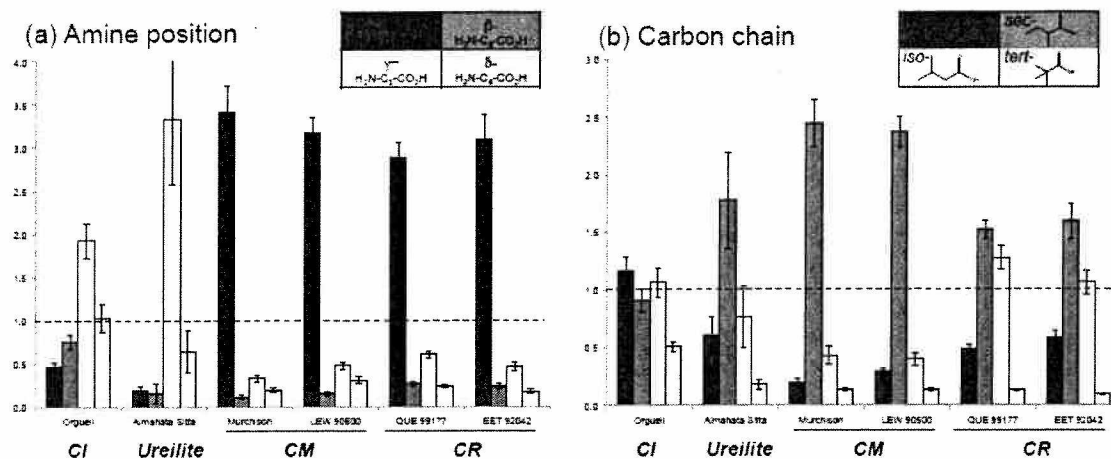 (a) Amine position
β-
H₂N-C₂-CO₂H
γ-
H₂N-C₃-CO₂H
δ-
H₂N-C₄-CO₂H
4.0
3.5
3.0
2.5
2.0
1.5
1.0
0.5
0.0
Orgueil
Almahata Sitta
Murchison
LEW 90500
QUE 99177
EET 92042
CI
Ureilite
CM
CR
(b) Carbon chain
sec-
iso-
tert-
3.0
2.5
2.0
1.5
1.0
0.5
0.0
Orgueil
Almahata Sitta
Murchison
LEW 90500
QUE 99177
EET 92042
CI
Ureilite
CM
CR